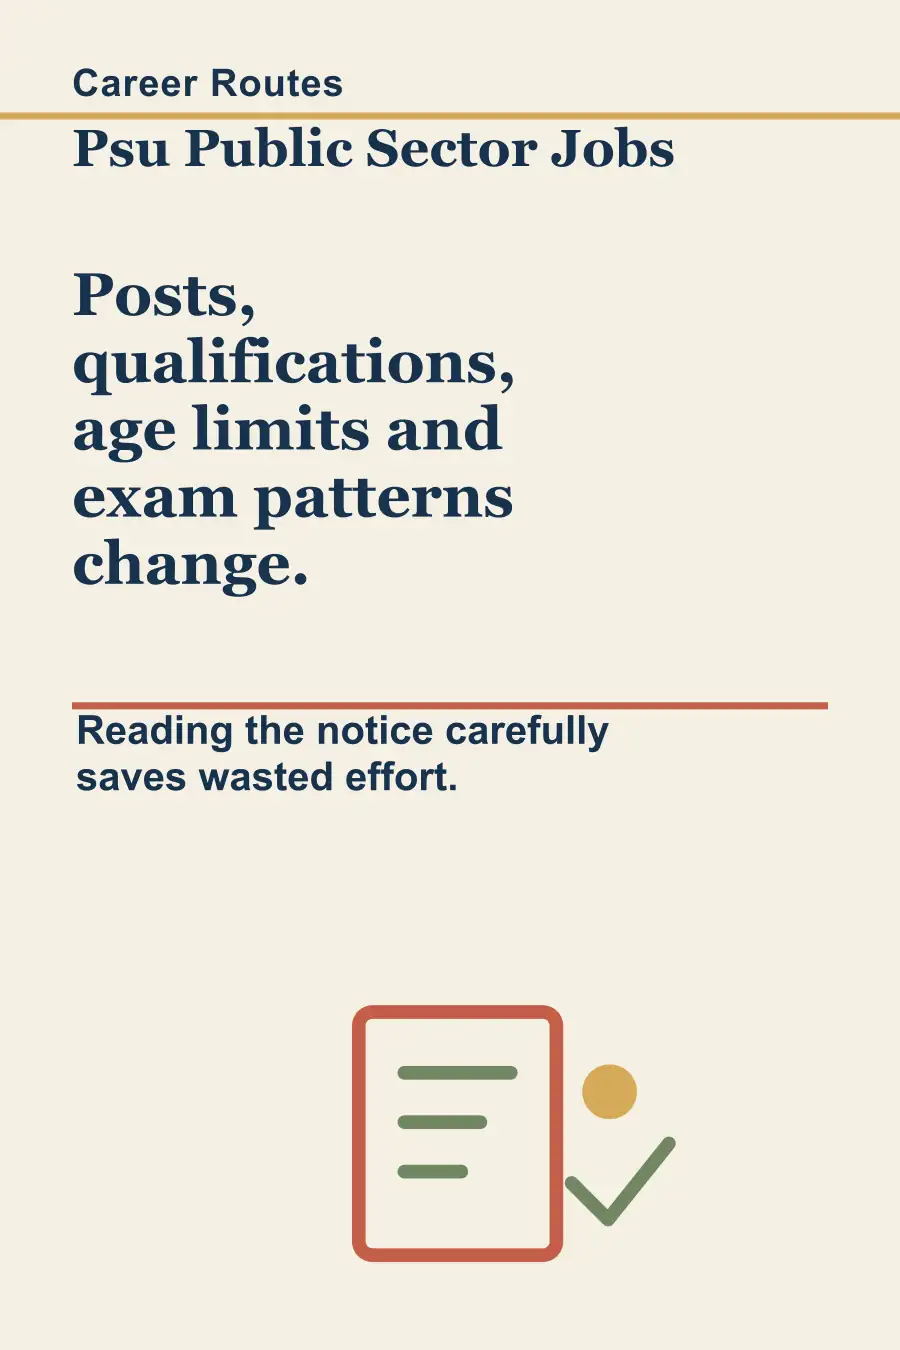 Career Routes
Psu Public Sector Jobs
Posts,
qualifications,
age limits and
exam patterns
change.
Reading the notice carefully
saves wasted effort.